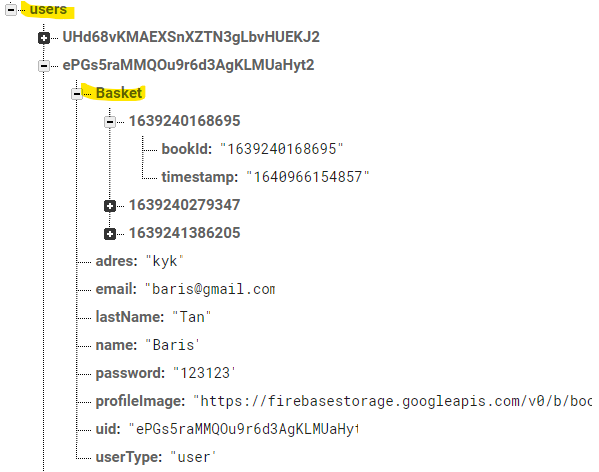 users
UHd68vKMAEXSnXZTN3gLbvHUEKJ2
ePGs5raMMQOu9r6d3AgKLMUaHyt2
Basket
1639240168695
bookId: "1639240168695"
timestamp: "1640966154857"
1639240279347
1639241386205
adres: "kyk"
email: "baris@gmail.com
lastName: "Tan"
name: "Baris'
password: "123123'
profileImage: "https://firebasestorage.googleapis.com/v0/b/boo
uid: "ePGs5raMMQOu9r6d3AgKLMUaHyt
userType: "user'